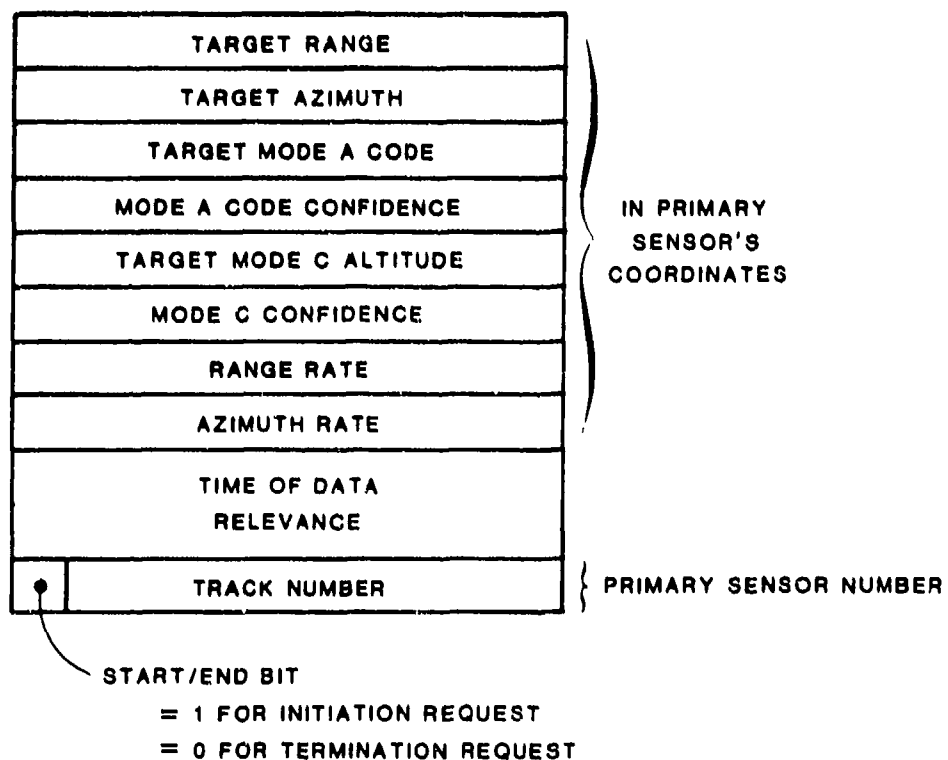 TARGET RANGE
TARGET AZIMUTH
TARGET MODE A CODE
MODE A CODE CONFIDENCE
TARGET MODE C ALTITUDE
MODE C CONFIDENCE
RANGE RATE
AZIMUTH RATE
TIME OF DATA
RELEVANCE
TRACK NUMBER
IN PRIMARY
SENSOR'S
COORDINATES
PRIMARY SENSOR NUMBER
START/END BIT
= 1 FOR INITIATION REQUEST
= 0 FOR TERMINATION REQUEST